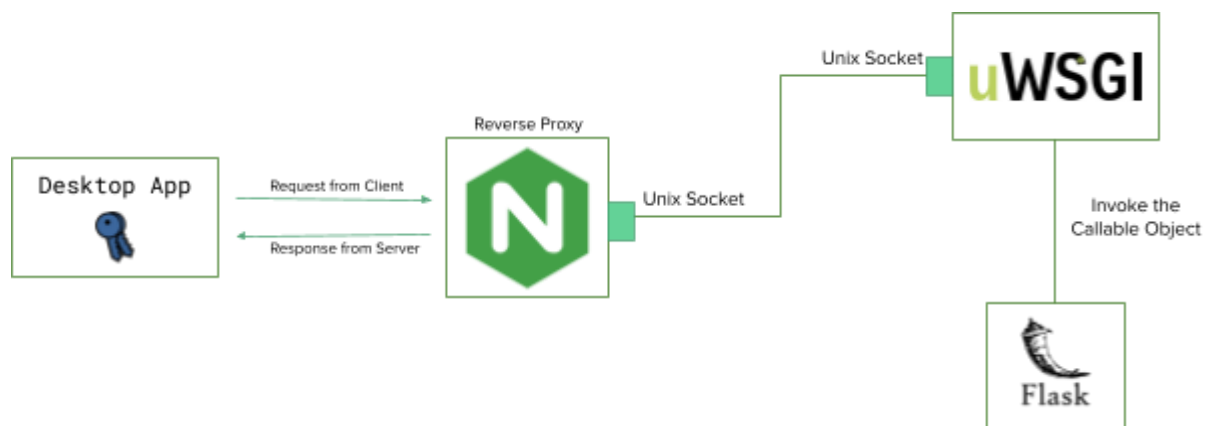 Desktop App
Request from Client
Response from Server
Reverse Proxy
N
Unix Socket
Unix Socket
uWSGI
Invoke the
Callable Object
Flask